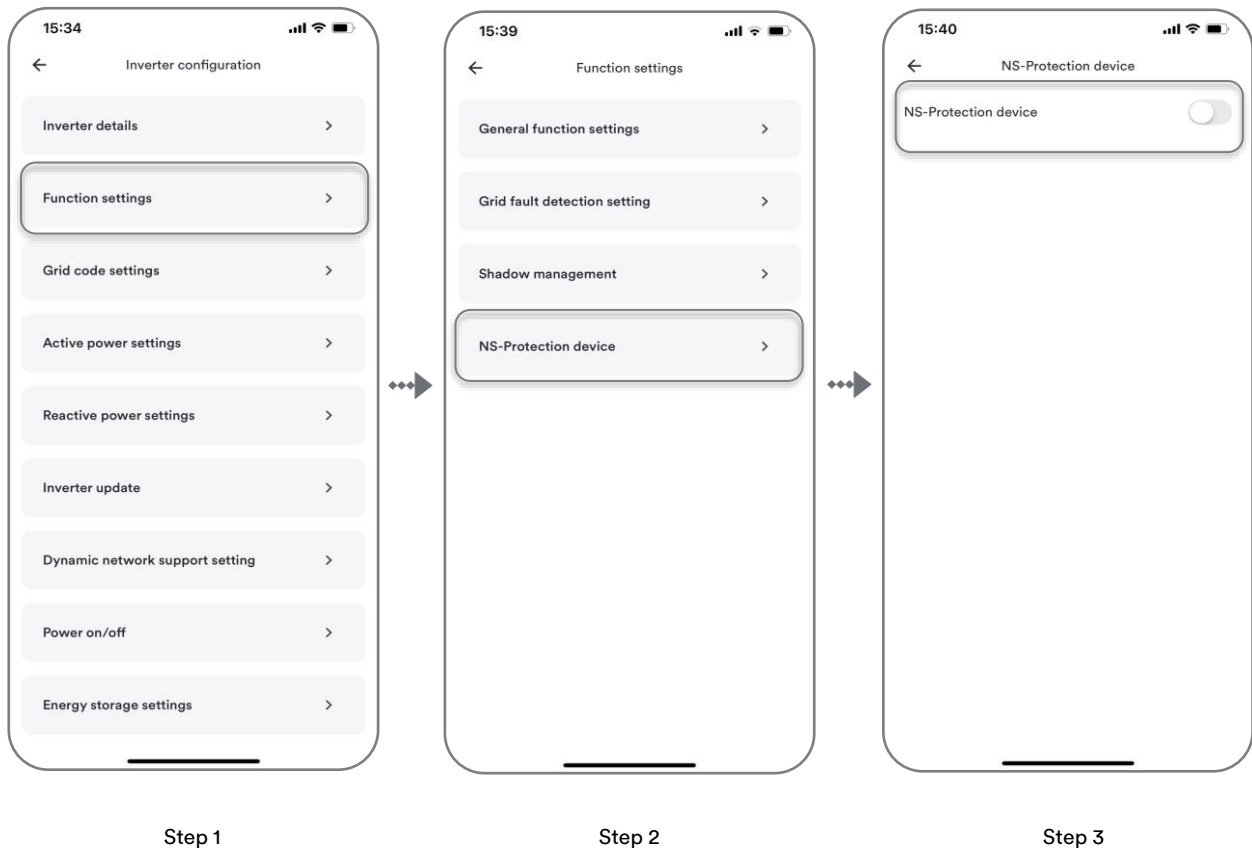 15:34
Inverter configuration
Inverter details
Function settings
Grid code settings
Active power settings
Reactive power settings
Inverter update
Dynamic network support setting
Power on/off
Energy storage settings
Step 1
15:39
Function settings
General function settings
Grid fault detection setting
Shadow management
NS-Protection device
Step 2
15:40
NS-Protection device
NS-Protection device
Step 3